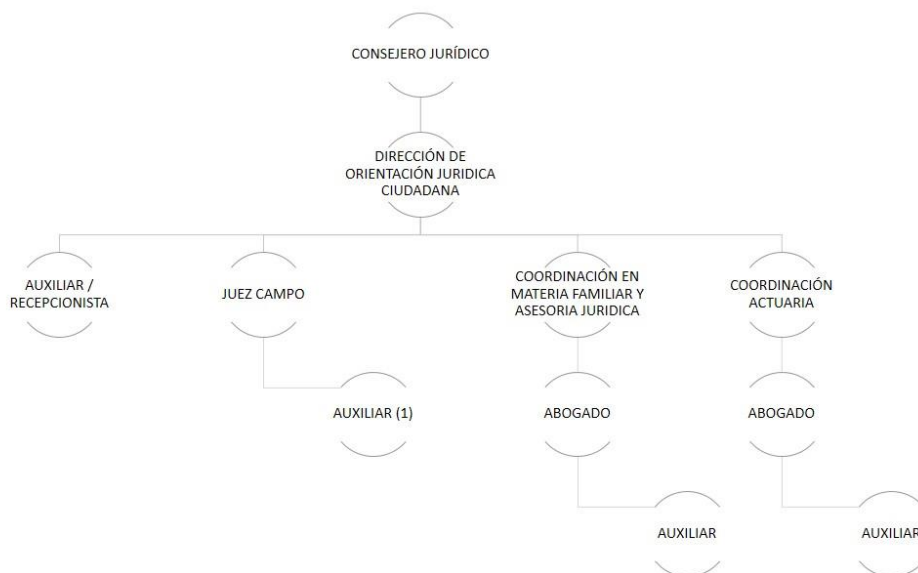 CONSEJERO JURÍDICO
DIRECCIÓN DE
ORIENTACIÓN JURIDICA
CIUDADANA
AUXILIAR /
RECEPCIONISTA
JUEZ CAMPO
COORDINACIÓN EN
MATERIA FAMILIAR Y
ASESORIA JURIDICA
COORDINACIÓN
ACTUARIA
AUXILIAR (1)
ABOGADO
ABOGADO
AUXILIAR
AUXILIAR